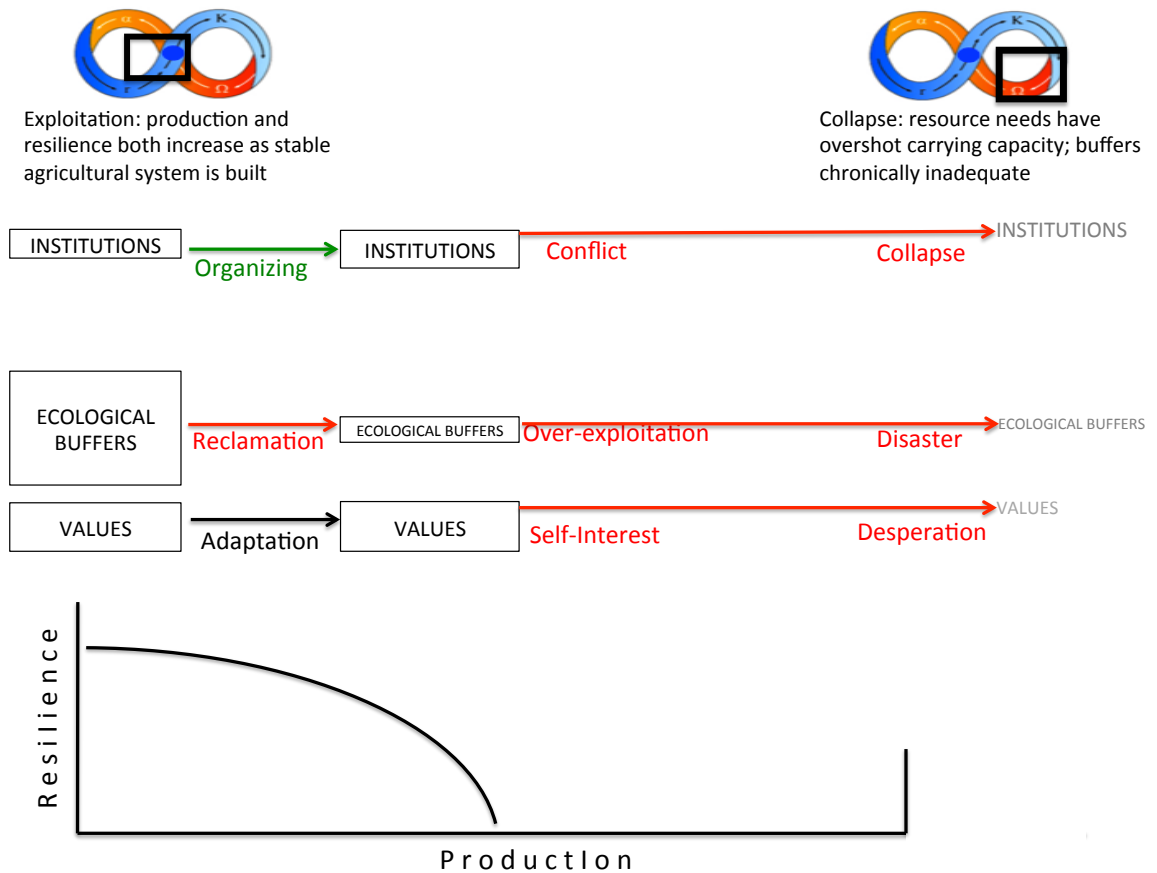 α K
r Ω
α K
r Ω
Exploitation: production and
resilience both increase as stable
agricultural system is built
Collapse: resource needs have
overshot carrying capacity; buffers
chronically inadequate
INSTITUTIONS
Organizing
INSTITUTIONS
Conflict
Collapse
INSTITUTIONS
ECOLOGICAL
BUFFERS
Reclamation
ECOLOGICAL BUFFERS
Over-exploitation
Disaster
ECOLOGICAL BUFFERS
VALUES
Adaptation
VALUES
Self-Interest
Desperation
VALUES
Resilience
ProductIon